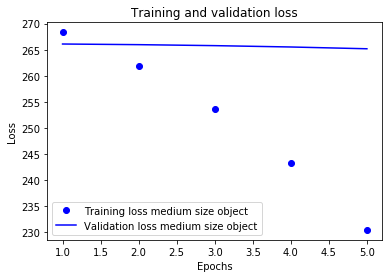 Training and validation loss
270
265
260
255
250
245
240
235
230
Loss
Training loss medium size object
Validation loss medium size object
1.0 1.5 2.0 2.5 3.0 3.5 4.0 4.5 5.0
Epochs